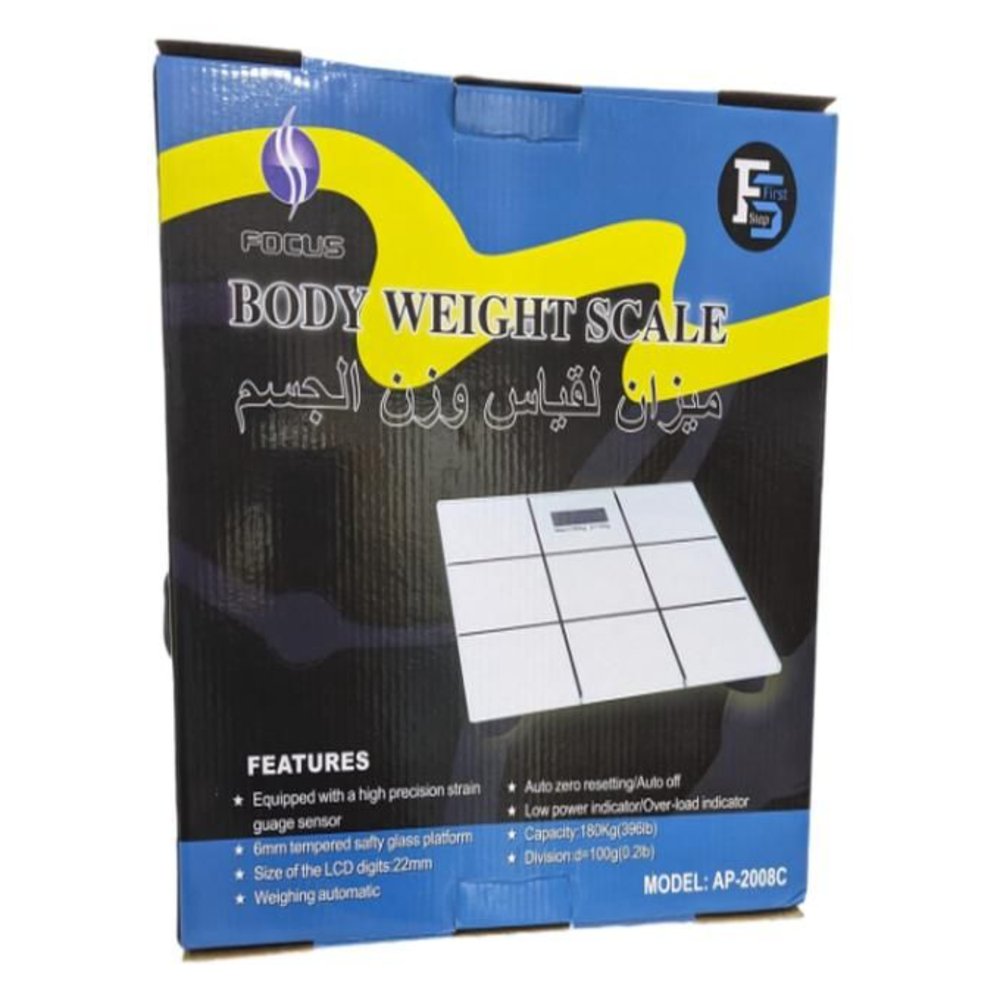 First
Step
FOCUS
BODY WEIGHT SCALE
ميزان لقياس وزن الجسم
FEATURES
★ Equipped with a high precision strain
guage sensor
★ 6mm tempered safty glass platform
★ Size of the LCD digits:22mm
★ Weighing automatic
★ Auto zero resetting/Auto off
★ Low power indicator/Over-load indicator
★ Capacity:180Kg(396lb)
★ Division:d=100g(0.2lb)
MODEL: AP-2008C